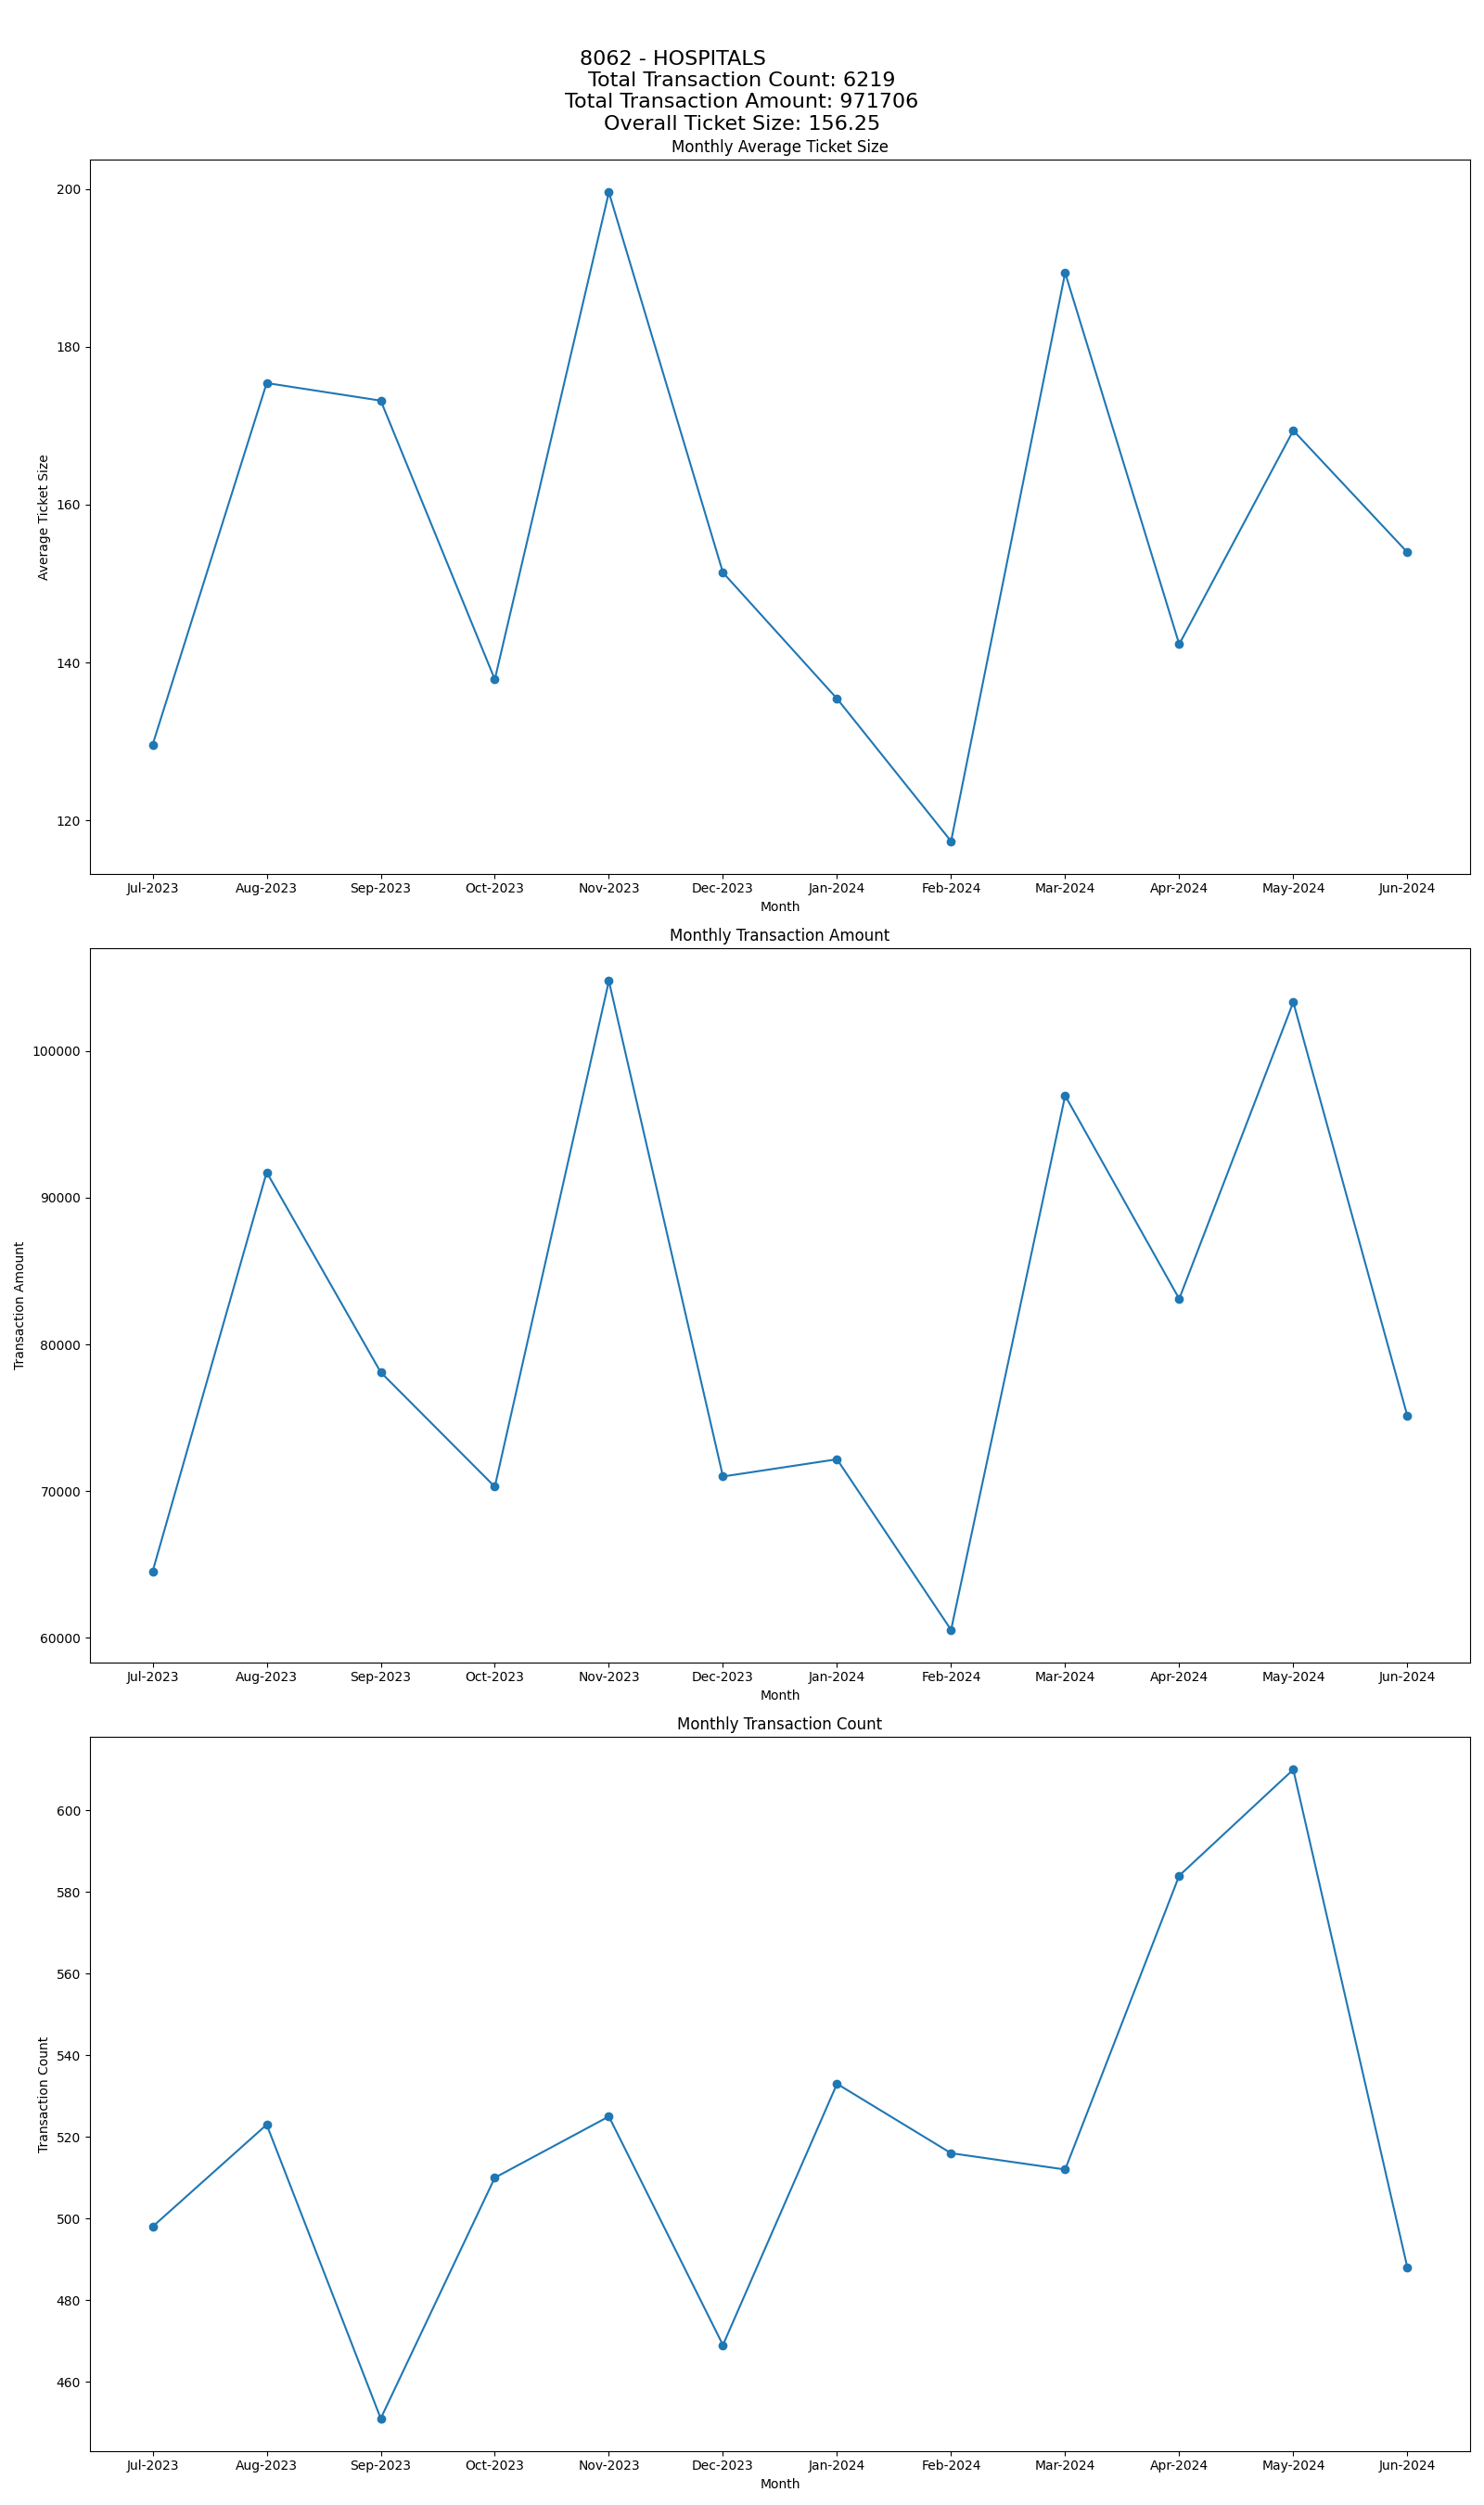 8062 - HOSPITALS
Total Transaction Count: 6219
Total Transaction Amount: 971706
Overall Ticket Size: 156.25
Monthly Average Ticket Size
200
180
160
140
120
Average Ticket Size
Jul-2023 Aug-2023 Sep-2023 Oct-2023 Nov-2023 Dec-2023 Jan-2024 Feb-2024 Mar-2024 Apr-2024 May-2024 Jun-2024
Month
Monthly Transaction Amount
100000
90000
80000
70000
60000
Transaction Amount
Jul-2023 Aug-2023 Sep-2023 Oct-2023 Nov-2023 Dec-2023 Jan-2024 Feb-2024 Mar-2024 Apr-2024 May-2024 Jun-2024
Month
Monthly Transaction Count
600
580
560
540
520
500
480
460
Transaction Count
Jul-2023 Aug-2023 Sep-2023 Oct-2023 Nov-2023 Dec-2023 Jan-2024 Feb-2024 Mar-2024 Apr-2024 May-2024 Jun-2024
Month